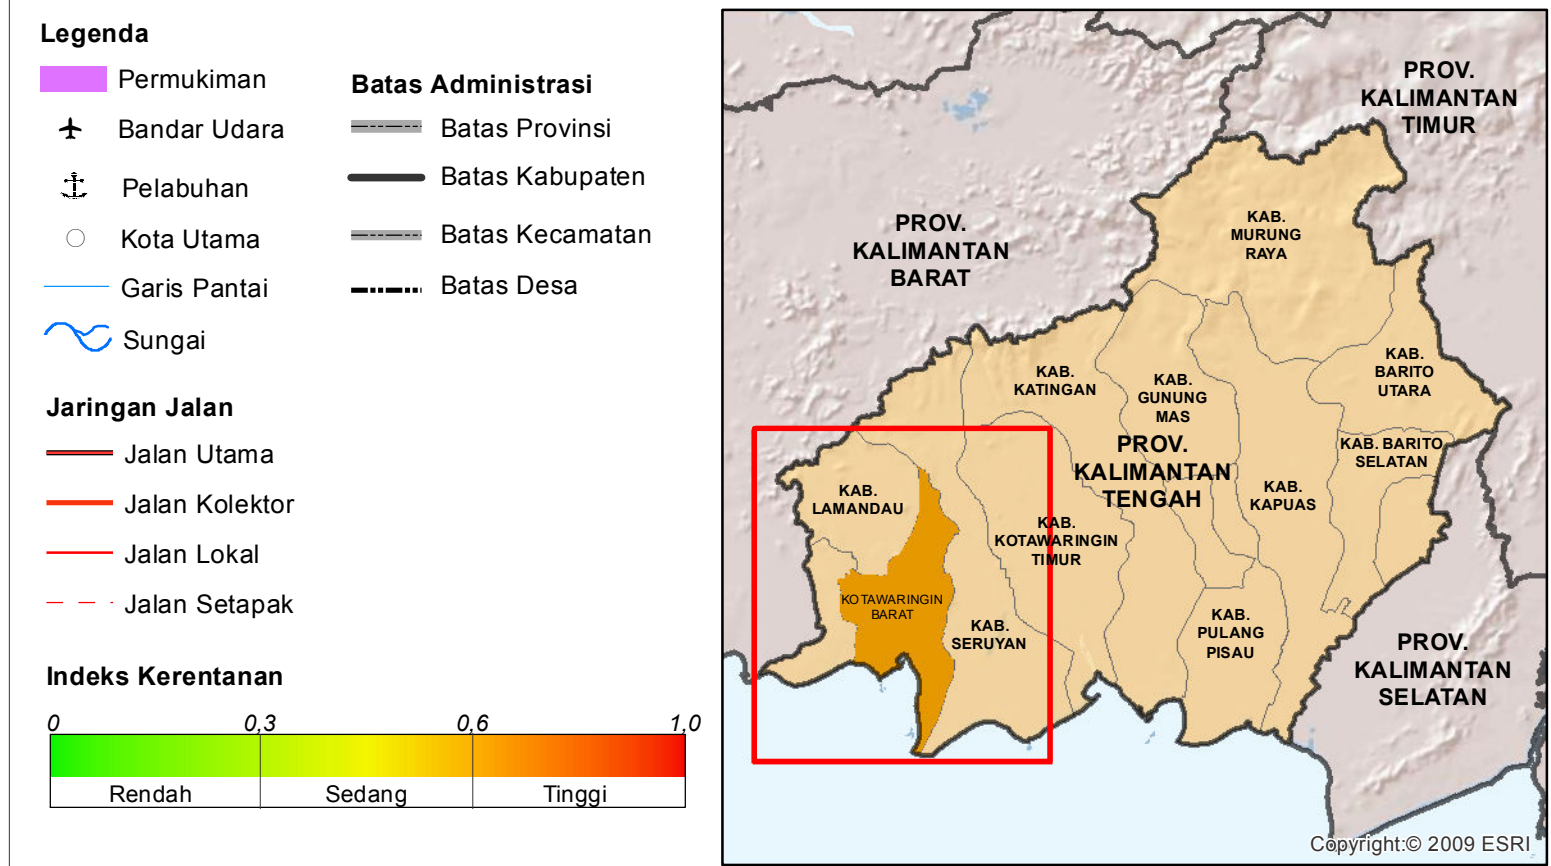 Legenda
Permukiman
Bandar Udara
Pelabuhan
Kota Utama
Garis Pantai
Sungai
Batas Administrasi
Batas Provinsi
Batas Kabupaten
Batas Kecamatan
Batas Desa
Jaringan Jalan
Jalan Utama
Jalan Kolektor
Jalan Lokal
Jalan Setapak
Indeks Kerentanan
0 0,3 0,6 1,0
Rendah Sedang Tinggi
PROV.
KALIMANTAN
TIMUR
PROV.
KALIMANTAN
BARAT
KAB.
MURUNG
RAYA
KAB.
BARITO
UTARA
KAB.
KATINGAN
KAB.
GUNUNG
MAS
PROV.
KALIMANTAN
TENGAH
KAB. BARITO
SELATAN
KAB.
LAMANDAU
KAB.
KAPUAS
KAB.
KOTAWARINGIN
TIMUR
KOTAWARINGIN
BARAT
KAB.
SERUYAN
KAB.
PULANG
PISAU
PROV.
KALIMANTAN
SELATAN
Copyright:© 2009 ESRI